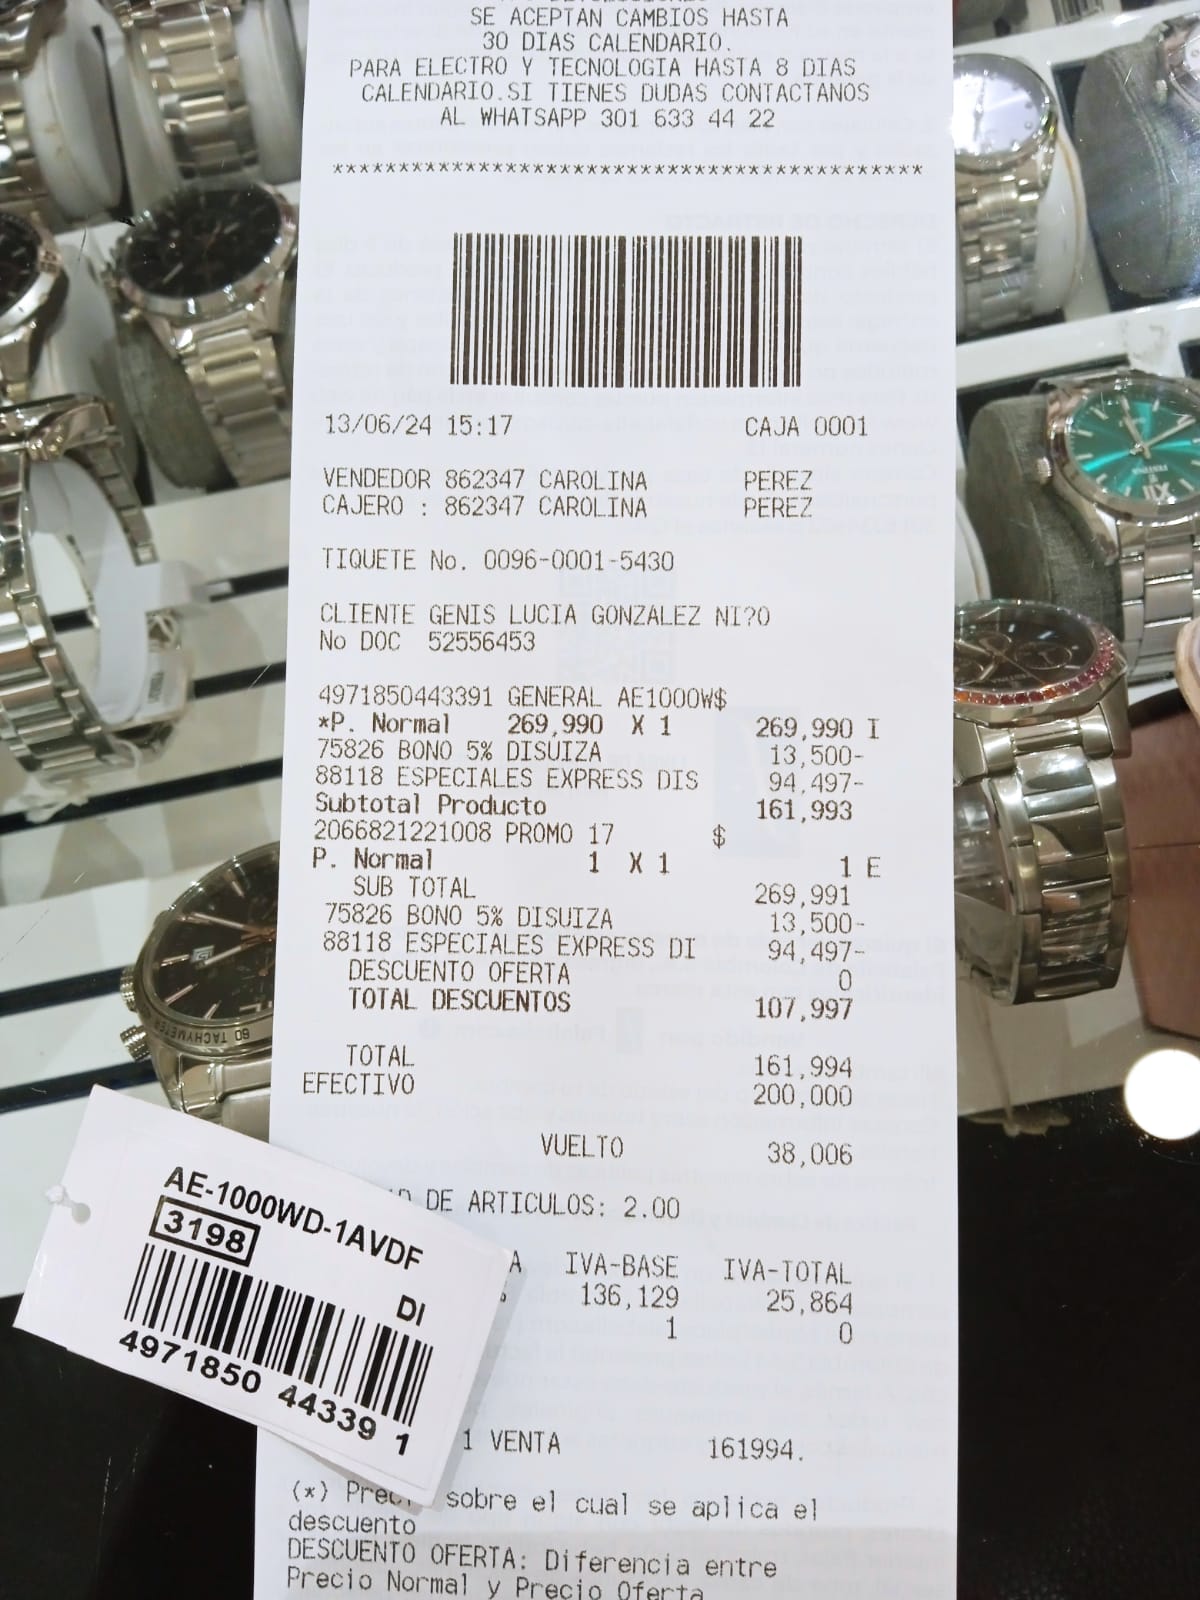 SE ACEPTAN CAMBIOS HASTA
30 DIAS CALENDARIO.
PARA ELECTRO Y TECNOLOGIA HASTA 8 DIAS
CALENDARIO.SI TIENES DUDAS CONTACTANOS
AL WHATSAPP 301 633 44 22
*********************************************
13/06/24 15:17 CAJA 0001
VENDEDOR 862347 CAROLINA PEREZ
CAJERO : 862347 CAROLINA PEREZ
TIQUETE No. 0096-0001-5430
CLIENTE GENIS LUCIA GONZALEZ NI?O
No DOC 52556453
4971850443391 GENERAL AE1000W$
*P. Normal 269,990 X 1 269,990 I
75826 BONO 5% DISUIZA 13,500-
88118 ESPECIALES EXPRESS DIS 94,497-
Subtotal Producto 161,993
2066821221008 PROMO 17 $
P. Normal 1 X 1 1 E
SUB TOTAL 269,991
75826 BONO 5% DISUIZA 13,500-
88118 ESPECIALES EXPRESS DI 94,497-
DESCUENTO OFERTA 0
TOTAL DESCUENTOS 107,997
TOTAL 161,994
EFECTIVO 200,000
VUELTO 38,006
DE ARTICULOS: 2.00
A IVA-BASE IVA-TOTAL
136,129 25,864
1 0
1 VENTA 161994.
(*) sobre el cual se aplica el
descuento
DESCUENTO OFERTA: Diferencia entre
Precio Normal y Precio Oferta
AE-1000WD-1AVDF
3198
DI
4971850 44339 1
60 TACHYMETER